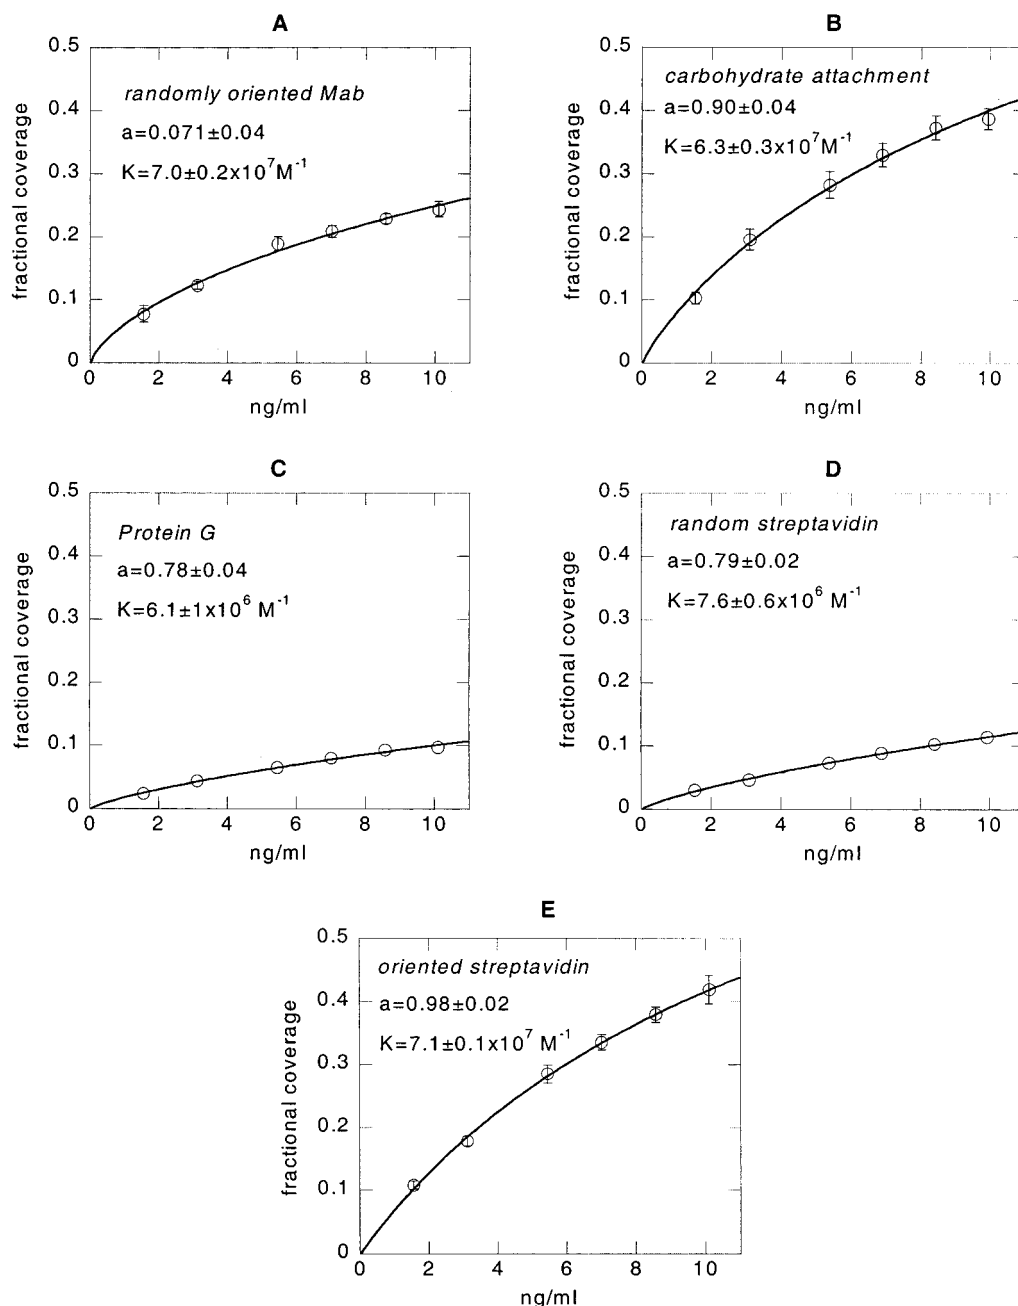 A
0.5
0.4
0.3
0.2
0.1
0
fractional coverage
randomly oriented Mab
a=0.071±0.04
K=7.0±0.2x10⁷M⁻¹
0 2 4 6 8 10
ng/ml
B
0.5
0.4
0.3
0.2
0.1
0
fractional coverage
carbohydrate attachment
a=0.90±0.04
K=6.3±0.3x10⁷M⁻¹
0 2 4 6 8 10
ng/ml
C
0.5
0.4
0.3
0.2
0.1
0
fractional coverage
Protein G
a=0.78±0.04
K=6.1±1x10⁶ M⁻¹
0 2 4 6 8 10
ng/ml
D
0.5
0.4
0.3
0.2
0.1
0
fractional coverage
random streptavidin
a=0.79±0.02
K=7.6±0.6x10⁶ M⁻¹
0 2 4 6 8 10
ng/ml
E
0.5
0.4
0.3
0.2
0.1
0
fractional coverage
oriented streptavidin
a=0.98±0.02
K=7.1±0.1x10⁷ M⁻¹
0 2 4 6 8 10
ng/ml